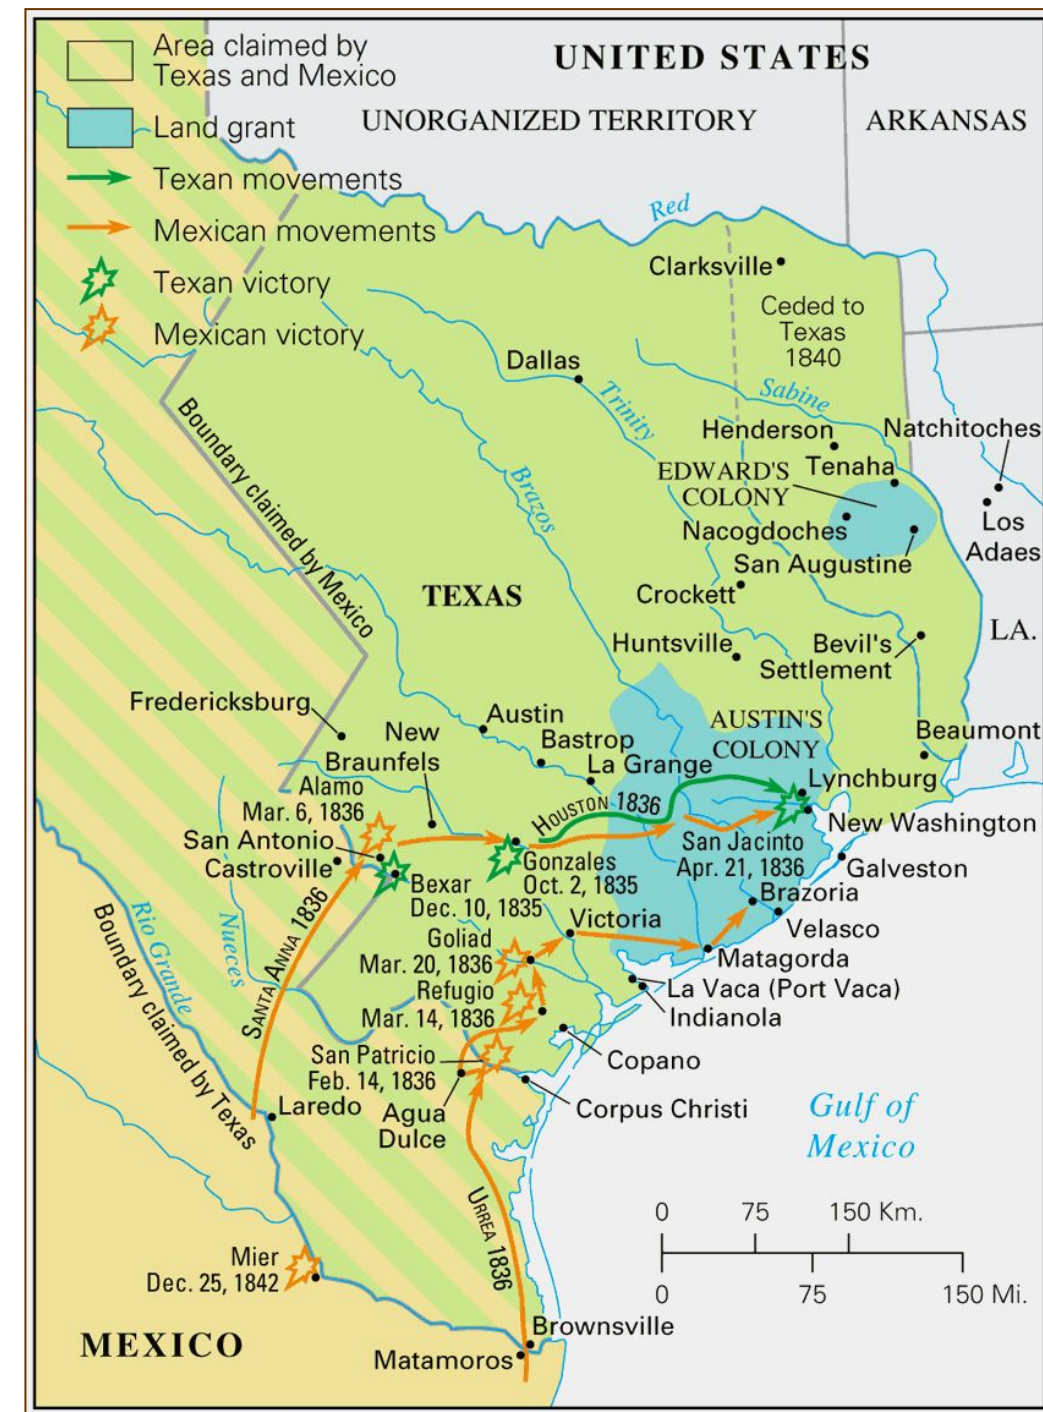 Area claimed by
Texas and Mexico
Land grant
Texan movements
Mexican movements
Texan victory
Mexican victory
UNITED STATES
UNORGANIZED TERRITORY
ARKANSAS
Red
Clarksville
Ceded to
Texas
1840
Dallas
Trinity
Sabine
Henderson
Natchitoches
Tenaha
EDWARD'S
COLONY
Brazos
Nacogdoches
Los
Adaes
San Augustine
Boundary claimed by Mexico
TEXAS
Crockett
LA.
Huntsville
Bevil's
Settlement
Fredericksburg
Austin
New
Braunfels
AUSTIN'S
COLONY
Beaumont
Bastrop
La Grange
Lynchburg
Alamo
Mar. 6, 1836
HOUSTON 1836
New Washington
San Antonio
Castroville
San Jacinto
Apr. 21, 1836
Gonzales
Oct. 2, 1835
Galveston
Bexar
Dec. 10, 1835
Brazoria
Velasco
Victoria
Rio Grande
Nueces
SANTA ANNA 1836
Goliad
Mar. 20, 1836
Matagorda
La Vaca (Port Vaca)
Indianola
Refugio
Mar. 14, 1836
Boundary claimed by Texas
San Patricio
Feb. 14, 1836
Copano
Laredo
Agua
Dulce
Corpus Christi
Gulf of
Mexico
URREA 1836
0 75 150 Km.
0 75 150 Mi.
Mier
Dec. 25, 1842
MEXICO
Brownsville
Matamoros